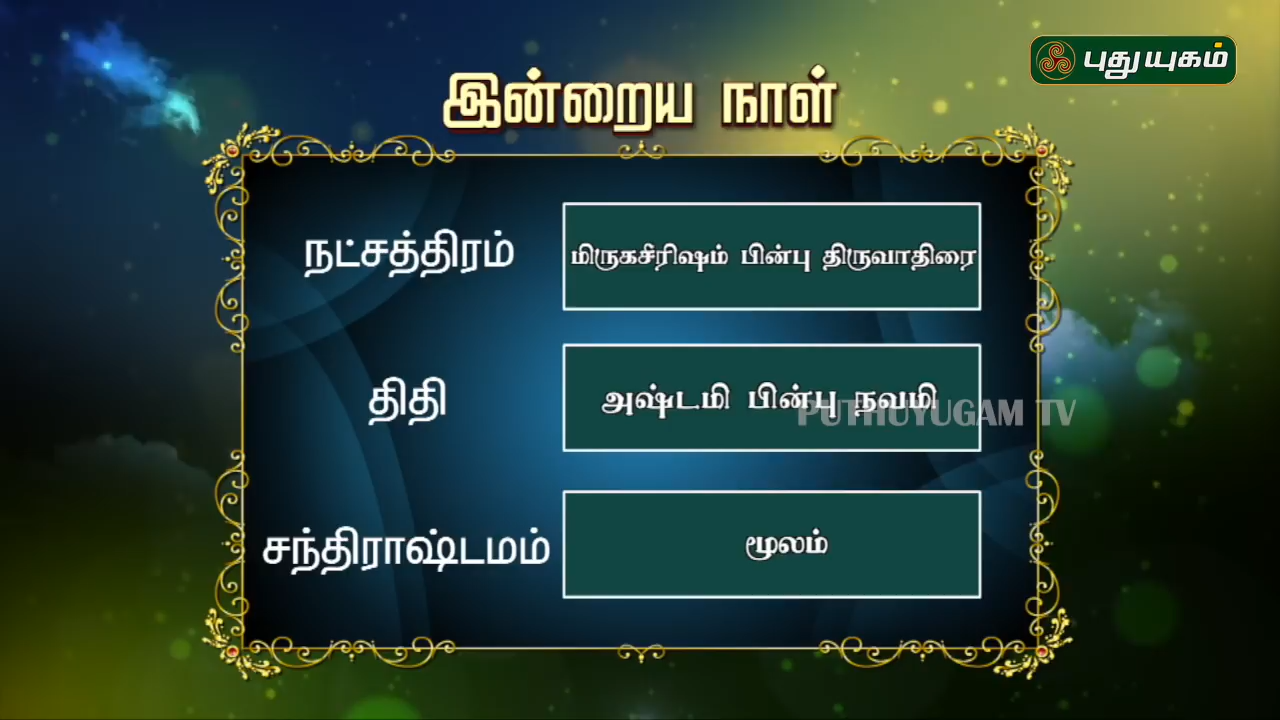 புதுயுகம்
இன்றைய நாள்
நட்சத்திரம்
மிருகசீரிஷம் பின்பு திருவாதிரை
திதி
அஷ்டமி பின்பு நவமி
PUTHUYUGAM TV
சந்திராஷ்டமம்
மூலம்